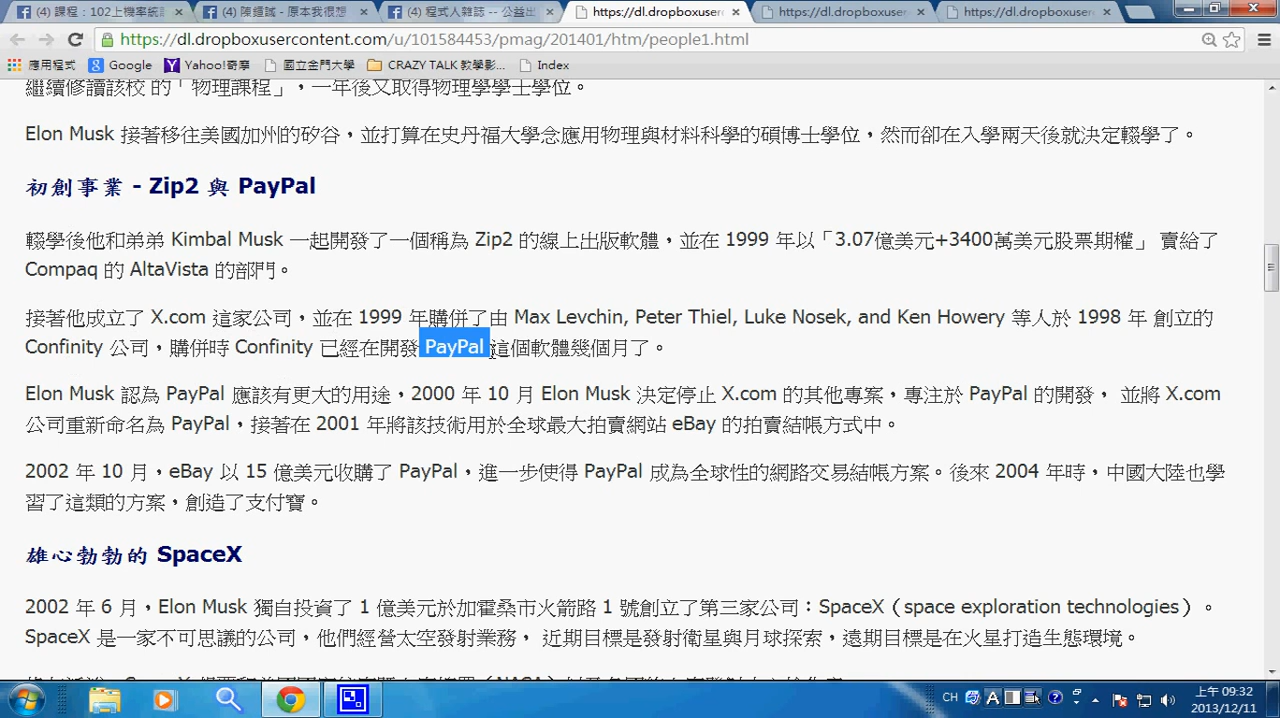 (4) 課程：102上機率統計
(4) 陳鍾誠 - 原本我很想
(4) 程式人雜誌 -- 公益出
https://dl.dropboxuser
https://dl.dropboxuser
https://dl.dropboxuser
https://dl.dropboxusercontent.com/u/101584453/pmag/201401/htm/people1.html
應用程式 Google Yahoo!奇摩 國立金門大學 CRAZY TALK 教學影... Index
繼續修讀該校 的「物理課程」，一年後又取得物理學學士學位。
Elon Musk 接著移往美國加州的矽谷，並打算在史丹福大學念應用物理與材料科學的碩博士學位，然而卻在入學兩天後就決定輟學了。
初創事業 - Zip2 與 PayPal
輟學後他和弟弟 Kimbal Musk 一起開發了一個稱為 Zip2 的線上出版軟體，並在 1999 年以「3.07億美元+3400萬美元股票期權」 賣給了
Compaq 的 AltaVista 的部門。
接著他成立了 X.com 這家公司，並在 1999 年購併了由 Max Levchin, Peter Thiel, Luke Nosek, and Ken Howery 等人於 1998 年 創立的
Confinity 公司，購併時 Confinity 已經在開發 PayPal 這個軟體幾個月了。
Elon Musk 認為 PayPal 應該有更大的用途，2000 年 10 月 Elon Musk 決定停止 X.com 的其他專案，專注於 PayPal 的開發， 並將 X.com
公司重新命名為 PayPal，接著在 2001 年將該技術用於全球最大拍賣網站 eBay 的拍賣結帳方式中。
2002 年 10 月，eBay 以 15 億美元收購了 PayPal，進一步使得 PayPal 成為全球性的網路交易結帳方案。後來 2004 年時，中國大陸也學
習了這類的方案，創造了支付寶。
雄心勃勃的 SpaceX
2002 年 6 月，Elon Musk 獨自投資了 1 億美元於加霍桑市火箭路 1 號創立了第三家公司：SpaceX（space exploration technologies）。
SpaceX 是一家不可思議的公司，他們經營太空發射業務， 近期目標是發射衛星與月球探索，遠期目標是在火星打造生態環境。
CH
上午 09:32
2013/12/11